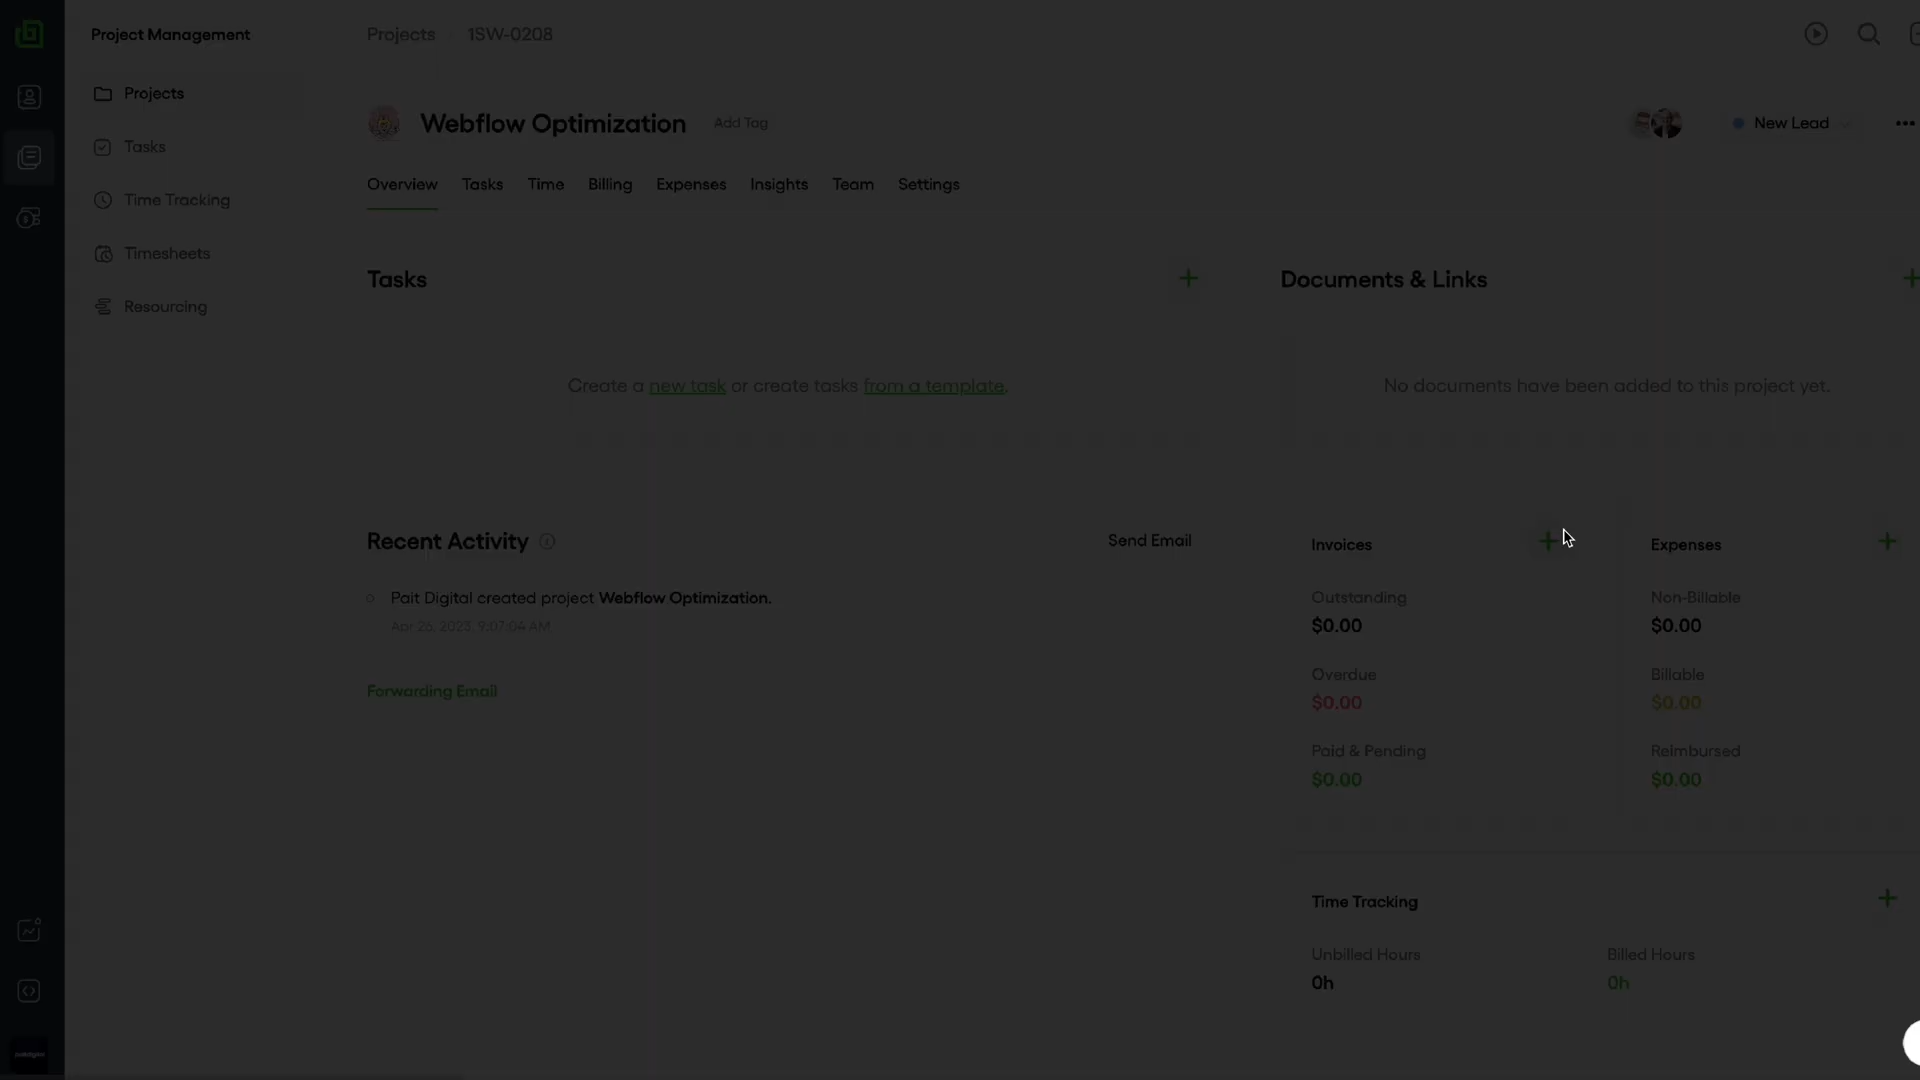 Project Management
Projects
Tasks
Time Tracking
Timesheets
Resourcing
Projects 1SW-0208
Webflow Optimization Add Tag
New Lead
Overview Tasks Time Billing Expenses Insights Team Settings
Tasks
Create a new task or create tasks from a template.
Documents & Links
No documents have been added to this project yet.
Recent Activity Send Email
Pait Digital created project Webflow Optimization.
Apr 26, 2023, 9:07:04 AM
Forwarding Email
Invoices
Outstanding
$0.00
Overdue
$0.00
Paid & Pending
$0.00
Expenses
Non-Billable
$0.00
Billable
$0.00
Reimbursed
$0.00
Time Tracking
Unbilled Hours
0h
Billed Hours
0h